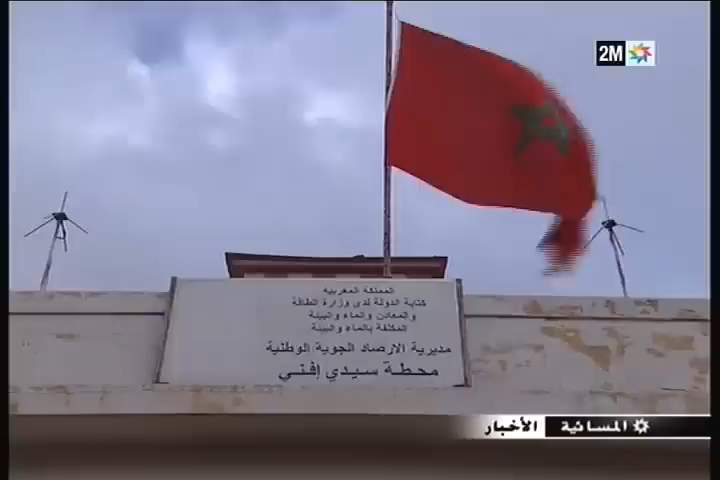 2M
المملكة المغربية
كتابة الدولة لدى وزارة الطاقة
والمعادن والماء والبيئة
المكلفة بالماء والبيئة
مديرية الارصاد الجوية الوطنية
محطة سيدي إفني
المسائية الأخبار